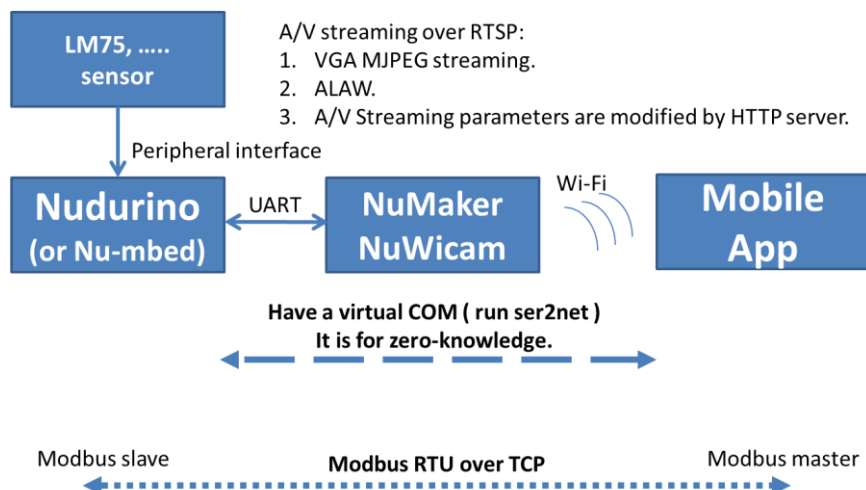 LM75, .....
sensor
A/V streaming over RTSP:
1. VGA MJPEG streaming.
2. ALAW.
3. A/V Streaming parameters are modified by HTTP server.
Peripheral interface
Nudurino
(or Nu-mbed)
UART
NuMaker
NuWicam
Wi-Fi
Mobile
App
Have a virtual COM ( run ser2net )
It is for zero-knowledge.
Modbus slave
Modbus RTU over TCP
Modbus master